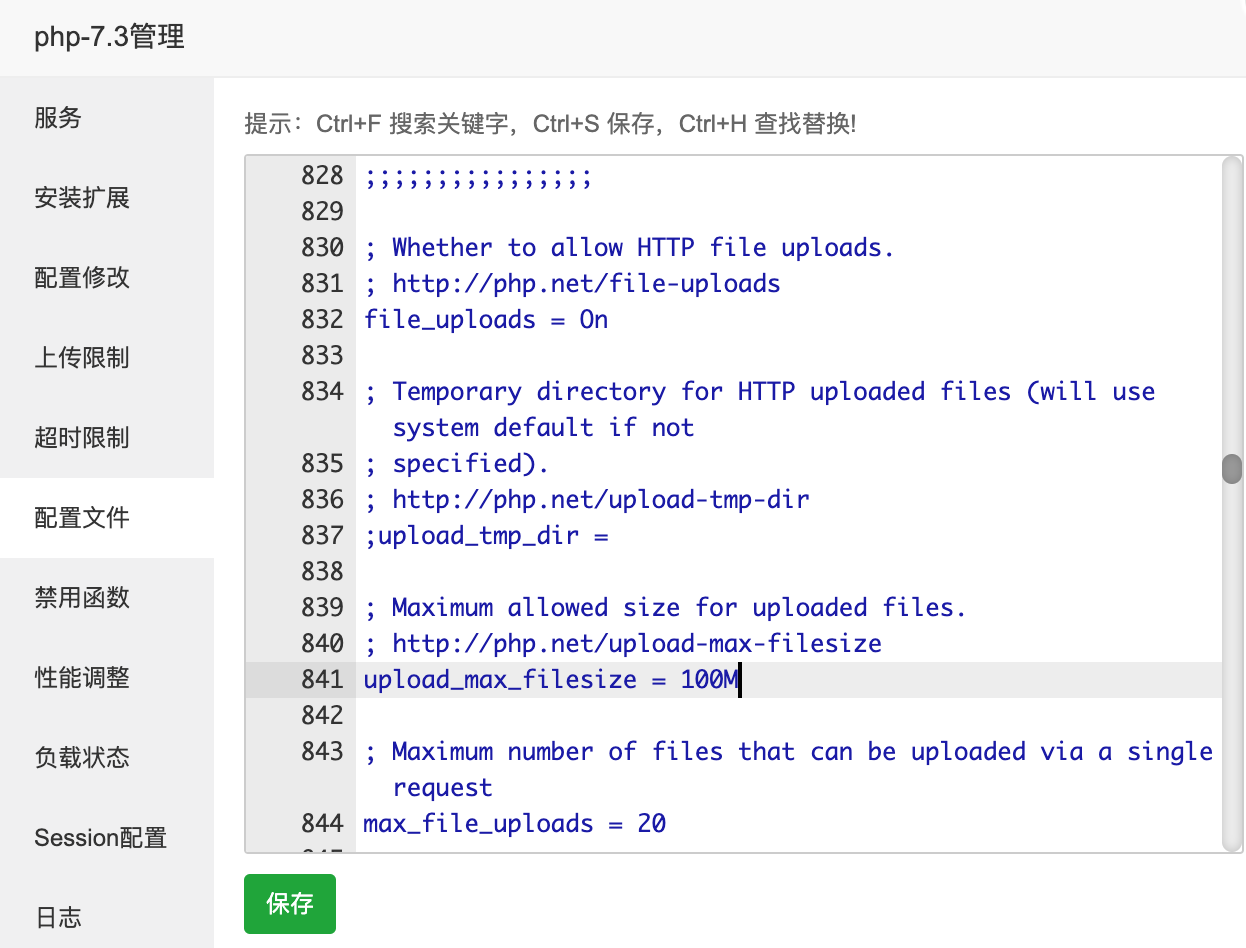 php-7.3管理
服务
安装扩展
配置修改
上传限制
超时限制
配置文件
禁用函数
性能调整
负载状态
Session配置
日志
提示：Ctrl+F 搜索关键字，Ctrl+S 保存，Ctrl+H 查找替换!
828 ;;;;;;;;;;;;;;;;
829
830 ; Whether to allow HTTP file uploads.
831 ; http://php.net/file-uploads
832 file_uploads = On
833
834 ; Temporary directory for HTTP uploaded files (will use
system default if not
835 ; specified).
836 ; http://php.net/upload-tmp-dir
837 ;upload_tmp_dir =
838
839 ; Maximum allowed size for uploaded files.
840 ; http://php.net/upload-max-filesize
841 upload_max_filesize = 100M
842
843 ; Maximum number of files that can be uploaded via a single
request
844 max_file_uploads = 20
保存